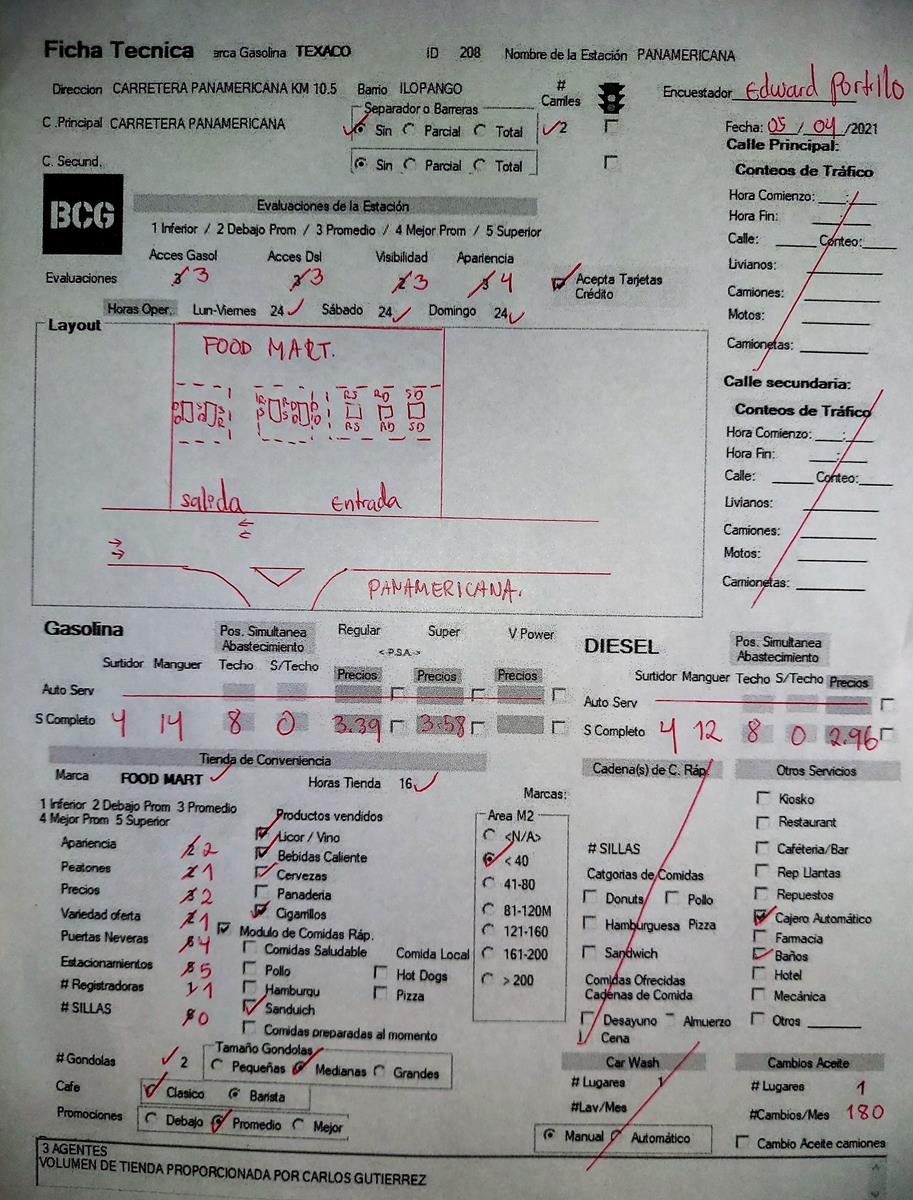 Ficha Tecnica arca Gasolina TEXACO ID 208 Nombre de la Estación PANAMERICANA
Direccion CARRETERA PANAMERICANA KM 10.5 Barrio ILOPANGO # Carriles Encuestador Edward Portillo
C .Principal CARRETERA PANAMERICANA Separador o Barreras Sin Parcial Total 2 Fecha: 05 / 04 /2021
C. Secund. Sin Parcial Total
Calle Principal:
Conteos de Tráfico
Hora Comienzo: :
Hora Fin: :
Calle: Conteo:
Livianos:
Camiones:
Motos:
Camionetas:
BCG
Evaluaciones de la Estación
1 Inferior / 2 Debajo Prom / 3 Promedio / 4 Mejor Prom / 5 Superior
Acces Gasol Acces Dsl Visibilidad Apariencia
Evaluaciones 3 3 3 4 Acepta Tarjetas Crédito
Horas Oper. Lun-Viernes 24 Sábado 24 Domingo 24
Layout
FOOD MART.
RS RD SD
RS RD SD
salida entrada
PANAMERICANA.
Calle secundaria:
Conteos de Tráfico
Hora Comienzo: :
Hora Fin: :
Calle: Conteo:
Livianos:
Camiones:
Motos:
Camionetas:
Gasolina Pos. Simultanea Abastecimiento Regular Super V Power
< .P.S.A.>
Surtidor Manguer Techo S/Techo Precios Precios Precios
Auto Serv
S Completo 4 14 8 0 3.39 3.58
DIESEL Pos. Simultanea Abastecimiento
Surtidor Manguer Techo S/Techo Precios
Auto Serv
S Completo 4 12 8 0 2.96
Tienda de Conveniencia
Marca FOOD MART Horas Tienda 16
1 Inferior 2 Debajo Prom 3 Promedio
4 Mejor Prom 5 Superior
Apariencia 2
Peatones 1
Precios 2
Variedad oferta 1
Puertas Neveras 4
Estacionamientos 5
# Registradoras 1 1
# SILLAS 0
Productos vendidos
Licor / Vino
Bebidas Caliente
Cervezas
Panaderia
Cigarrillos
Modulo de Comidas Ráp.
Comidas Saludable Comida Local
Pollo Hot Dogs
Hamburgu Pizza
Sanduich
Comidas preparadas al momento
Marcas:
Area M2
<N/A>
< 40
41-80
81-120M
121-160
161-200
> 200
# Gondolas 2 Tamaño Gondolas Pequeñas Medianas Grandes
Cafe Clasico Barista
Promociones Debajo Promedio Mejor
Cadena(s) de C. Ráp.
# SILLAS
Catgorias de Comidas
Donuts Pollo
Hamburguesa Pizza
Sandwich
Comidas Ofrecidas
Cadenas de Comida
Desayuno Almuerzo
Cena
Otros Servicios
Kiosko
Restaurant
Caféteria/Bar
Rep Llantas
Repuestos
Cajero Automático
Farmacia
Baños
Hotel
Mecánica
Otros
Car Wash
# Lugares 1
#Lav/Mes
Manual Automático
Cambios Aceite
# Lugares 1
#Cambios/Mes 180
Cambio Aceite camiones
3 AGENTES
VOLUMEN DE TIENDA PROPORCIONADA POR CARLOS GUTIERREZ